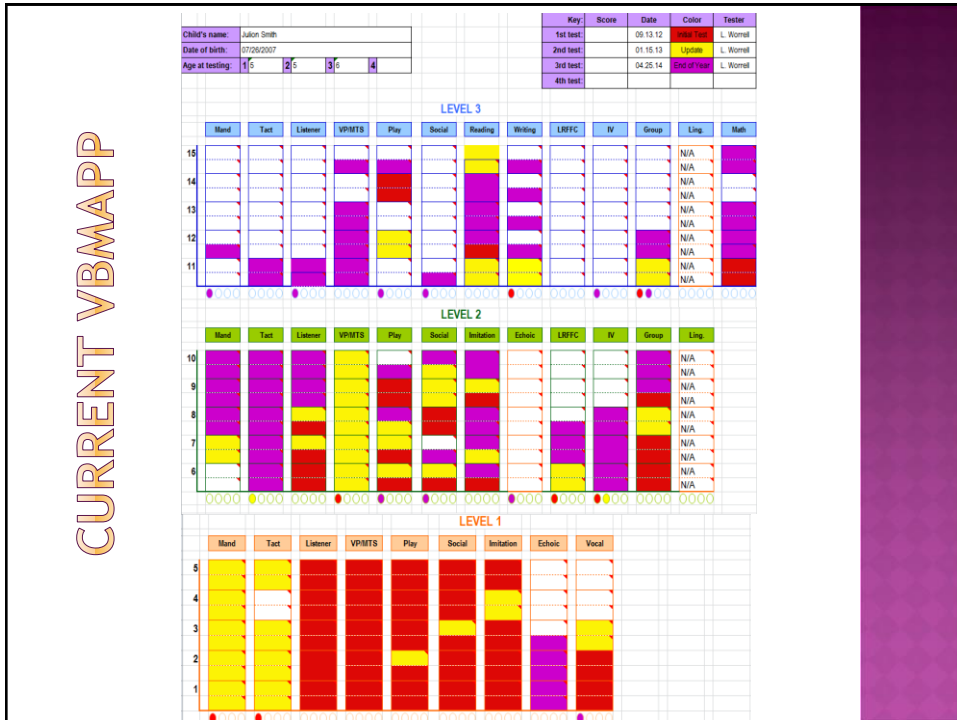 CURRENT VBMAPP
Child's name: Julion Smith
Date of birth: 07/26/2007
Age at testing: 1 5 2 5 3 6 4
Key: Score Date Color Tester
1st test: 09.13.12 Initial Test L. Worrell
2nd test: 01.15.13 Update L. Worrell
3rd test: 04.25.14 End of Year L. Worrell
4th test:
LEVEL 3
Mand Tact Listener VP/MTS Play Social Reading Writing LRFFC IV Group Ling. Math
15 N/A
N/A
14 N/A
N/A
13 N/A
N/A
12 N/A
N/A
11 N/A
N/A
LEVEL 2
Mand Tact Listener VP/MTS Play Social Imitation Echoic LRFFC IV Group Ling.
10 N/A
N/A
9 N/A
N/A
8 N/A
N/A
7 N/A
N/A
6 N/A
N/A
LEVEL 1
Mand Tact Listener VP/MTS Play Social Imitation Echoic Vocal
5
4
3
2
1